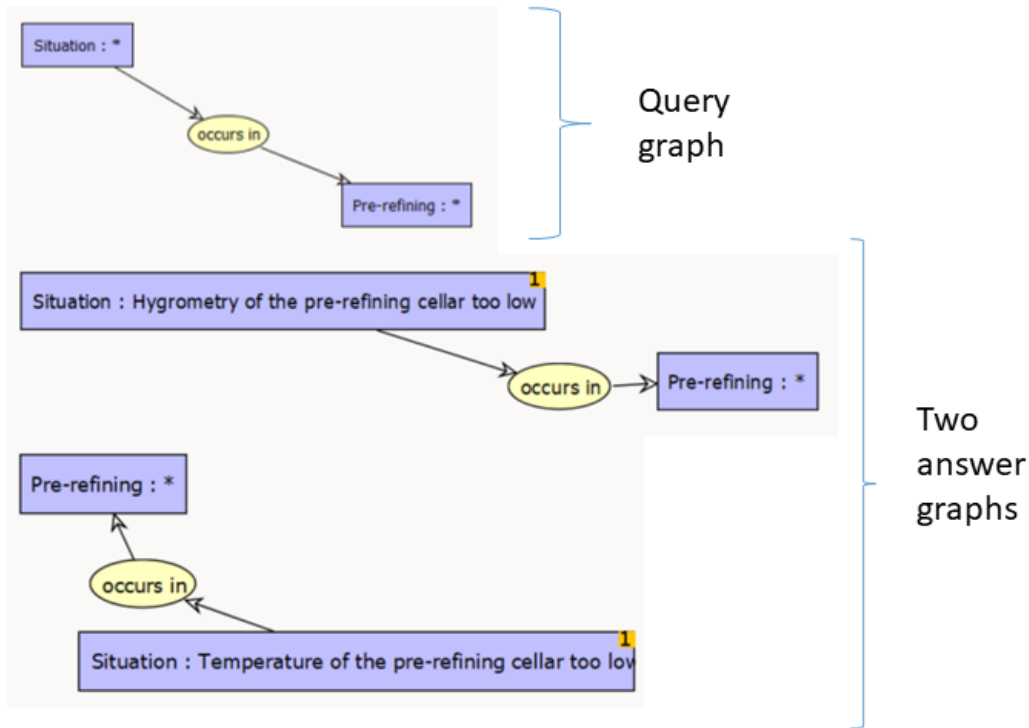 Situation : *
occurs in
Pre-refining : *
Query
graph
1
Situation : Hygrometry of the pre-refining cellar too low
occurs in
Pre-refining : *
Two
answer
graphs
Pre-refining : *
occurs in
1
Situation : Temperature of the pre-refining cellar too low